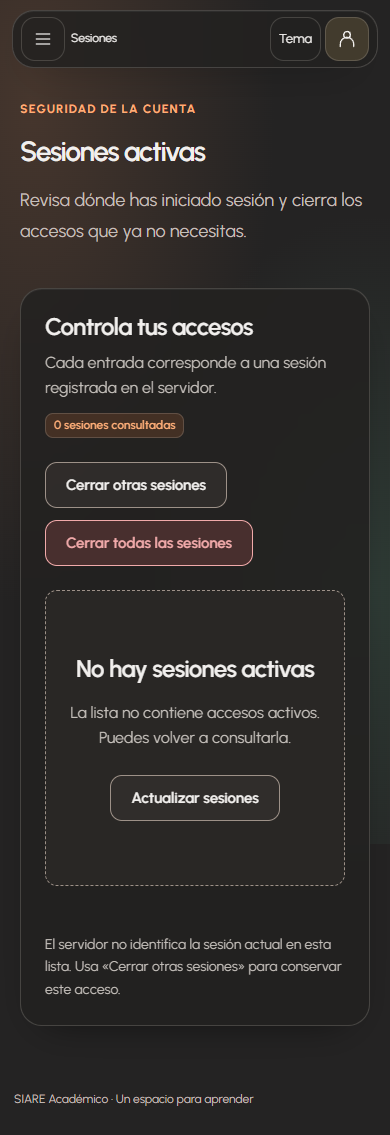 Sesiones
Tema
SEGURIDAD DE LA CUENTA
Sesiones activas
Revisa dónde has iniciado sesión y cierra los
accesos que ya no necesitas.
Controla tus accesos
Cada entrada corresponde a una sesión
registrada en el servidor.
0 sesiones consultadas
Cerrar otras sesiones
Cerrar todas las sesiones
No hay sesiones activas
La lista no contiene accesos activos.
Puedes volver a consultarla.
Actualizar sesiones
El servidor no identifica la sesión actual en esta
lista. Usa «Cerrar otras sesiones» para conservar
este acceso.
SIARE Académico · Un espacio para aprender